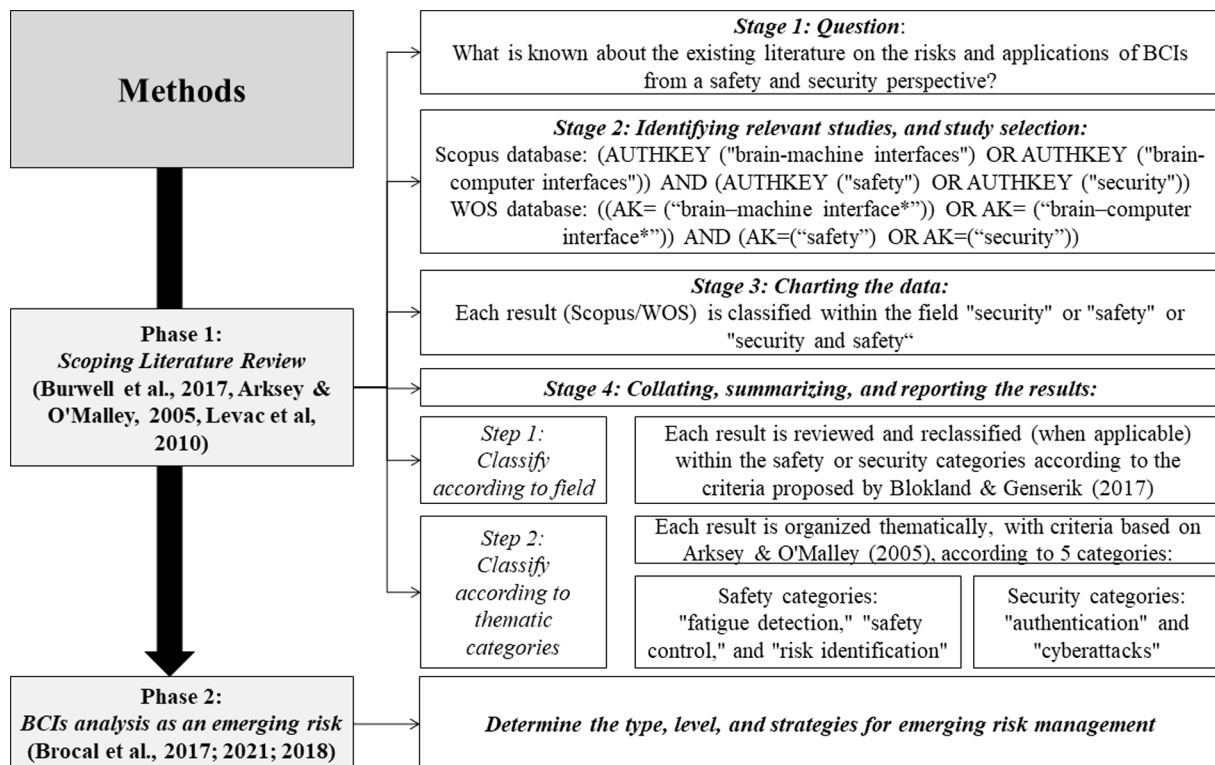 Methods
Phase 1:
Scoping Literature Review
(Burwell et al., 2017, Arksey &
O'Malley, 2005, Levac et al,
2010)
Phase 2:
BCIs analysis as an emerging risk
(Brocal et al., 2017; 2021; 2018)
Stage 1: Question:
What is known about the existing literature on the risks and applications of BCIs
from a safety and security perspective?
Stage 2: Identifying relevant studies, and study selection:
Scopus database: (AUTHKEY ("brain-machine interfaces") OR AUTHKEY ("brain-
computer interfaces")) AND (AUTHKEY ("safety") OR AUTHKEY ("security"))
WOS database: ((AK= (“brain–machine interface*”)) OR AK= (“brain–computer
interface*”)) AND (AK=(“safety”) OR AK=(“security”))
Stage 3: Charting the data:
Each result (Scopus/WOS) is classified within the field "security" or "safety" or
"security and safety“
Stage 4: Collating, summarizing, and reporting the results:
Step 1:
Classify
according to field
Each result is reviewed and reclassified (when applicable)
within the safety or security categories according to the
criteria proposed by Blokland & Genserik (2017)
Step 2:
Classify
according to
thematic
categories
Each result is organized thematically, with criteria based on
Arksey & O'Malley (2005), according to 5 categories:
Safety categories:
"fatigue detection," "safety
control," and "risk identification"
Security categories:
"authentication" and
"cyberattacks"
Determine the type, level, and strategies for emerging risk management